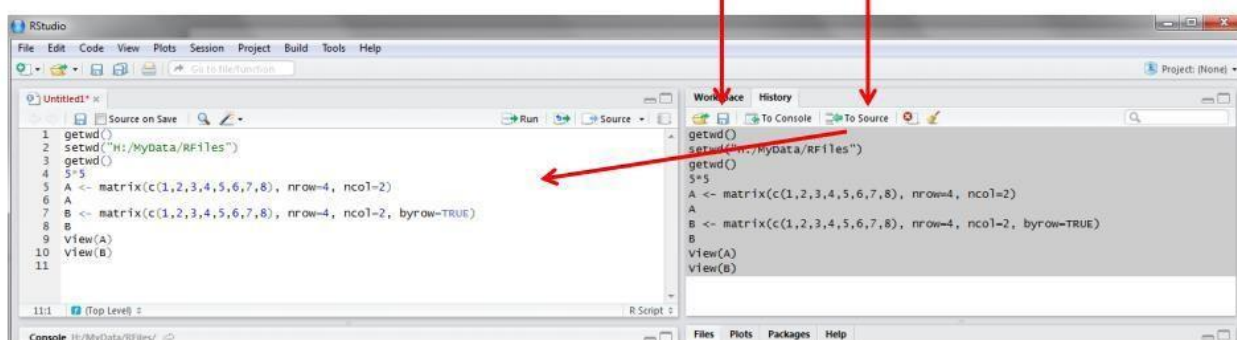 RStudio
File Edit Code View Plots Session Project Build Tools Help
Go to file/function
Project: (None)
Untitled1* ×
Source on Save
Run
Source
1 getwd()
2 setwd("H:/MyData/RFiles")
3 getwd()
4 5*5
5 A <- matrix(c(1,2,3,4,5,6,7,8), nrow=4, ncol=2)
6 A
7 B <- matrix(c(1,2,3,4,5,6,7,8), nrow=4, ncol=2, byrow=TRUE)
8 B
9 View(A)
10 View(B)
11
11:1 (Top Level)
R Script
Console H:/MyData/RFiles/
Workspace History
To Console To Source
getwd()
setwd("H:/MyData/RFiles")
getwd()
5*5
A <- matrix(c(1,2,3,4,5,6,7,8), nrow=4, ncol=2)
A
B <- matrix(c(1,2,3,4,5,6,7,8), nrow=4, ncol=2, byrow=TRUE)
B
View(A)
View(B)
Files Plots Packages Help